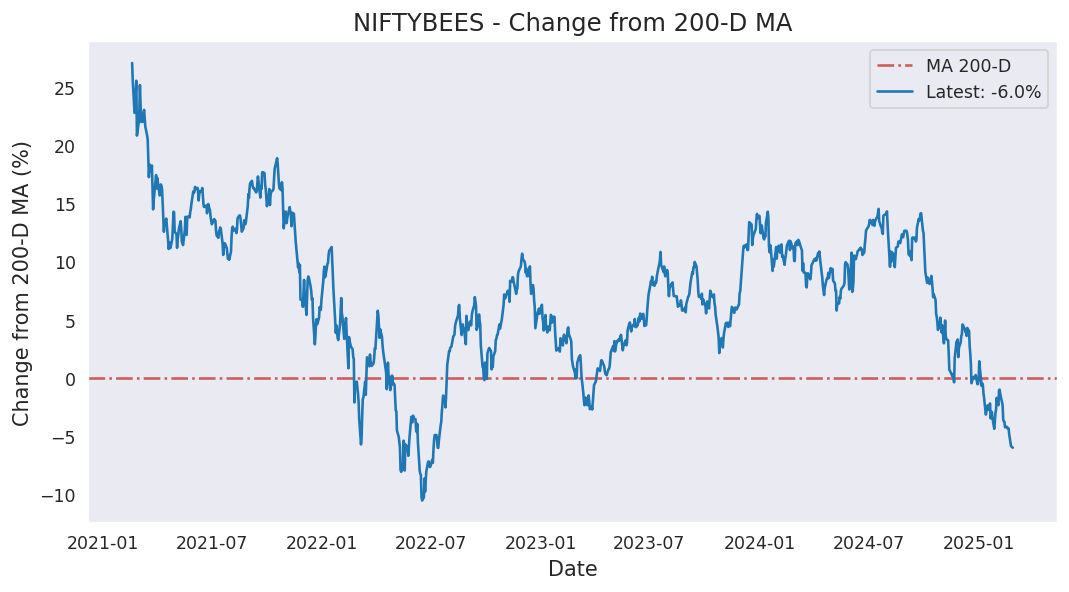 NIFTYBEES - Change from 200-D MA
MA 200-D
Latest: -6.0%
Change from 200-D MA (%)
25
20
15
10
5
0
−5
−10
2021-01 2021-07 2022-01 2022-07 2023-01 2023-07 2024-01 2024-07 2025-01
Date